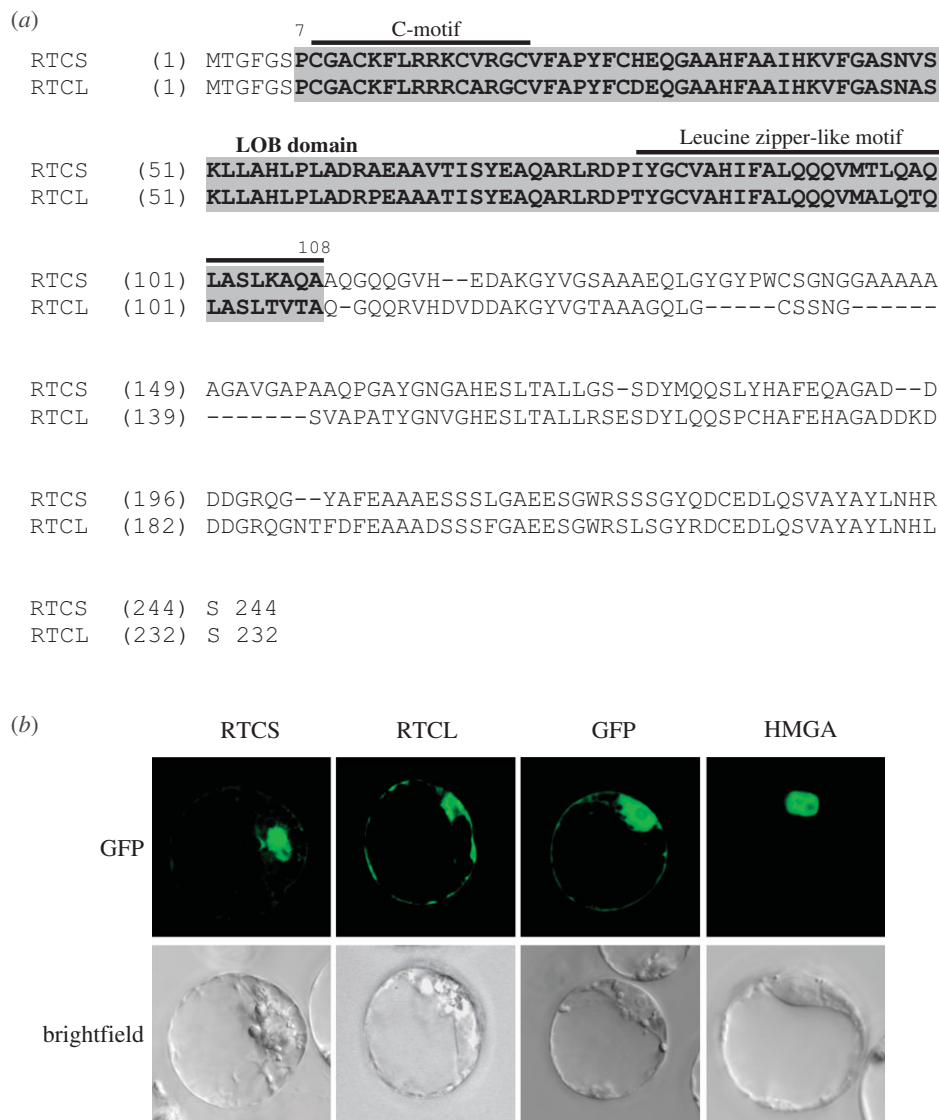 (a)
7 C-motif
RTCS (1) MTGFGSPCGACKFLRRKCVRGCVFAPYFCHEQGAAHFAAIHKVFGASNVS
RTCL (1) MTGFGSPCGACKFLRRRCARGCVFAPYFCDEQGAAHFAAIHKVFGASNAS
LOB domain Leucine zipper-like motif
RTCS (51) KLLAHLPLADRAEAAVTISYEAQARLRDPIYGCVAHIFALQQQVMTLQAQ
RTCL (51) KLLAHLPLADRPEAAATISYEAQARLRDPTYGCVAHIFALQQQVMALQTQ
108
RTCS (101) LASLKAQAAQGQQGVH--EDAKGYVGSAAAEQLGYGYPWCSGNGGAAAAA
RTCL (101) LASLTVTAQ-GQQRVHDVDDAKGYVGTAAAGQLG-----CSSNG------
RTCS (149) AGAVGAPAAQPGAYGNGAHESLTALLGS-SDYMQQSLYHAFEQAGAD--D
RTCL (139) -------SVAPATYGNVGHESLTALLRSESDYLQQSPCHAFEHAGADDKD
RTCS (196) DDGRQG--YAFEAAAESSSLGAEESGWRSSSGYQDCEDLQSVAYAYLNHR
RTCL (182) DDGRQGNTFDFEAAADSSSFGAEESGWRSLSGYRDCEDLQSVAYAYLNHL
RTCS (244) S 244
RTCL (232) S 232
(b)
RTCS RTCL GFP HMGA
GFP
brightfield